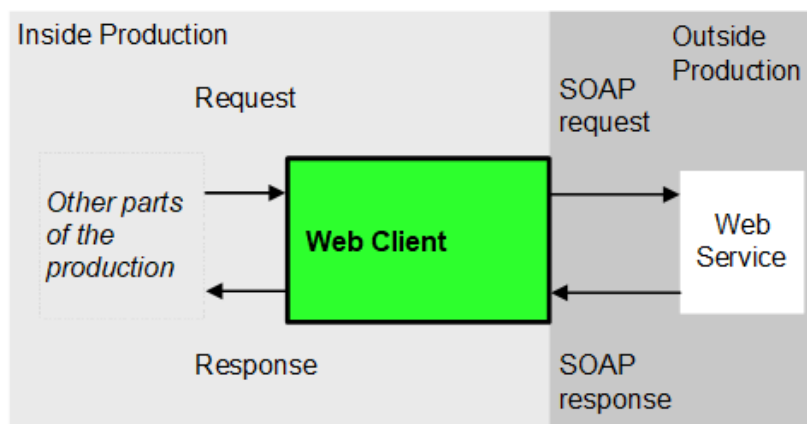 Inside Production
Outside
Production
Request
SOAP
request
Other parts
of the
production
Web Client
Web
Service
Response
SOAP
response